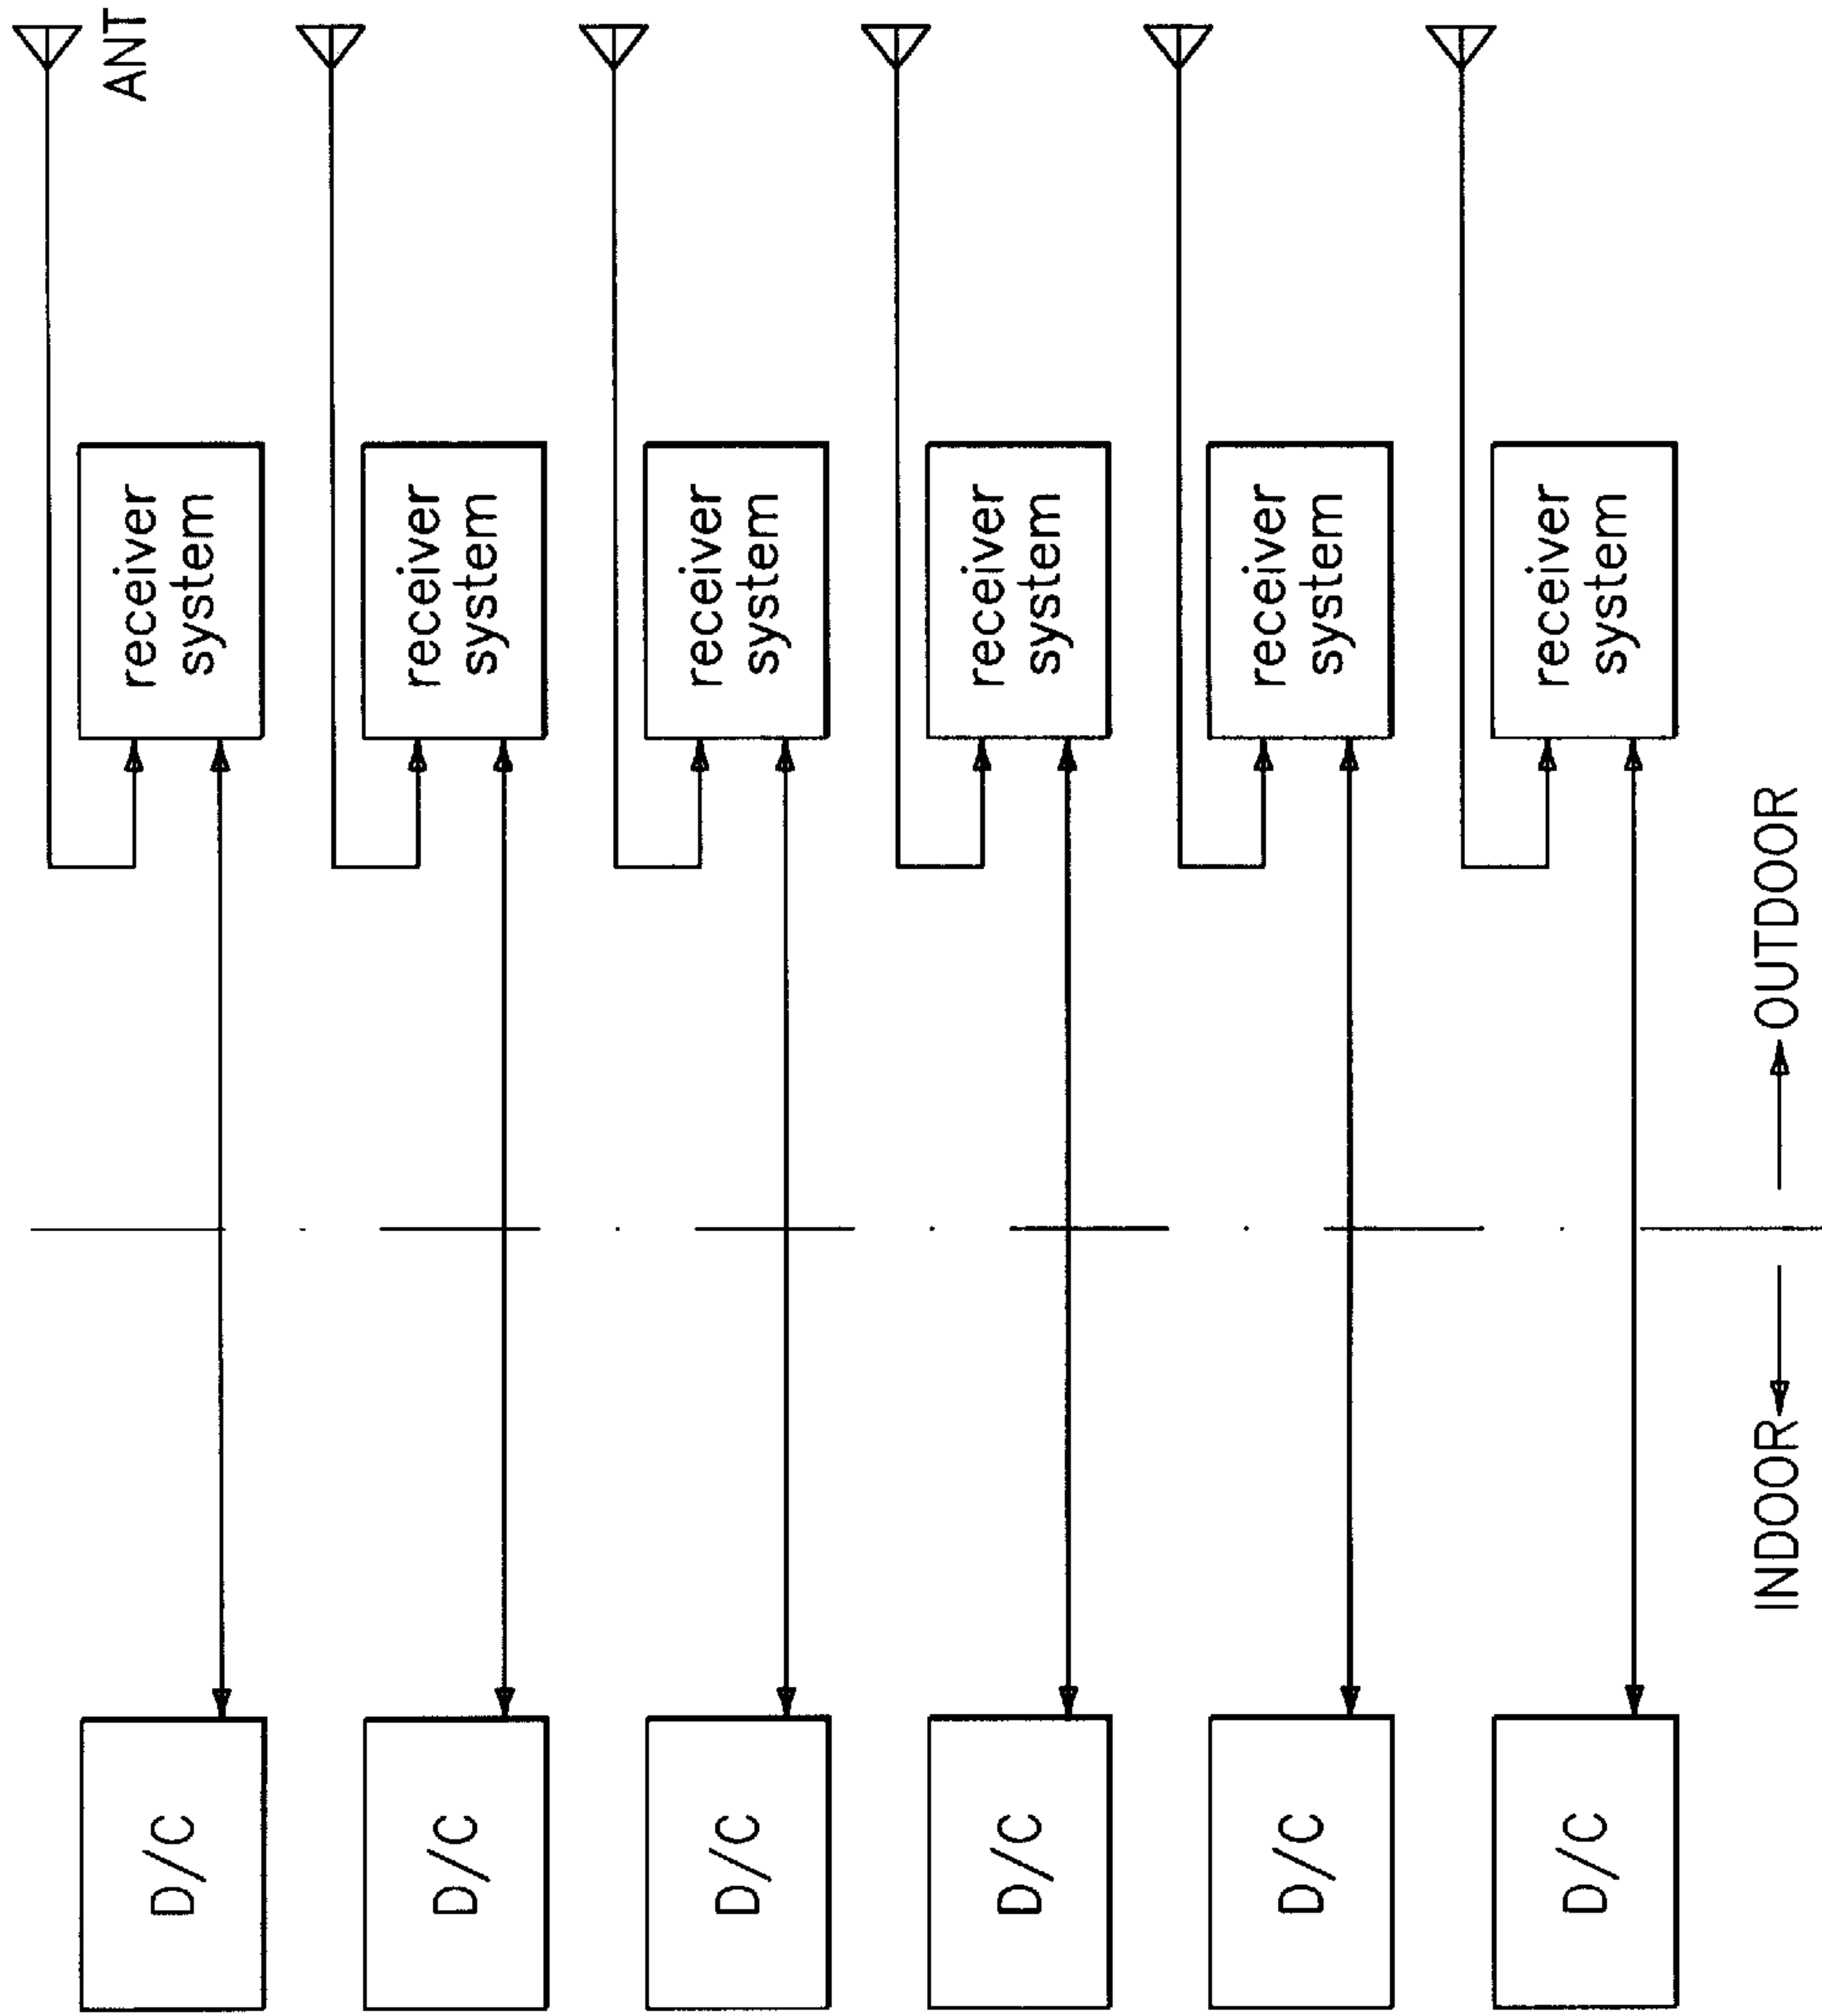 ANT
receiver
system
receiver
system
receiver
system
receiver
system
receiver
system
receiver
system
D/C
D/C
D/C
D/C
D/C
D/C
INDOOR
OUTDOOR